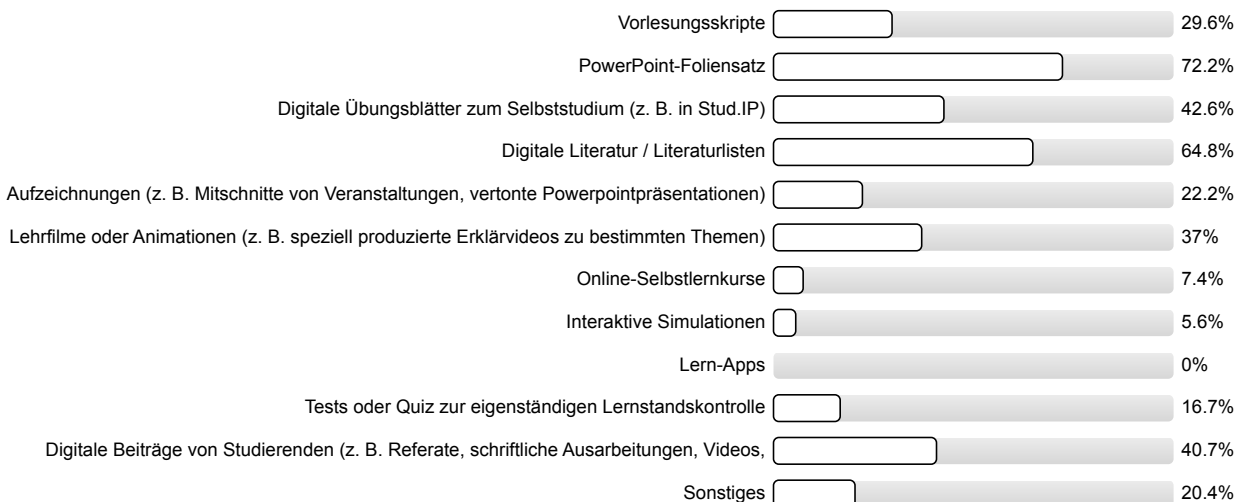 Vorlesungsskripte 29.6%
PowerPoint-Foliensatz 72.2%
Digitale Übungsblätter zum Selbststudium (z. B. in Stud.IP) 42.6%
Digitale Literatur / Literaturlisten 64.8%
Aufzeichnungen (z. B. Mitschnitte von Veranstaltungen, vertonte Powerpointpräsentationen) 22.2%
Lehrfilme oder Animationen (z. B. speziell produzierte Erklärvideos zu bestimmten Themen) 37%
Online-Selbstlernkurse 7.4%
Interaktive Simulationen 5.6%
Lern-Apps 0%
Tests oder Quiz zur eigenständigen Lernstandskontrolle 16.7%
Digitale Beiträge von Studierenden (z. B. Referate, schriftliche Ausarbeitungen, Videos, 40.7%
Sonstiges 20.4%